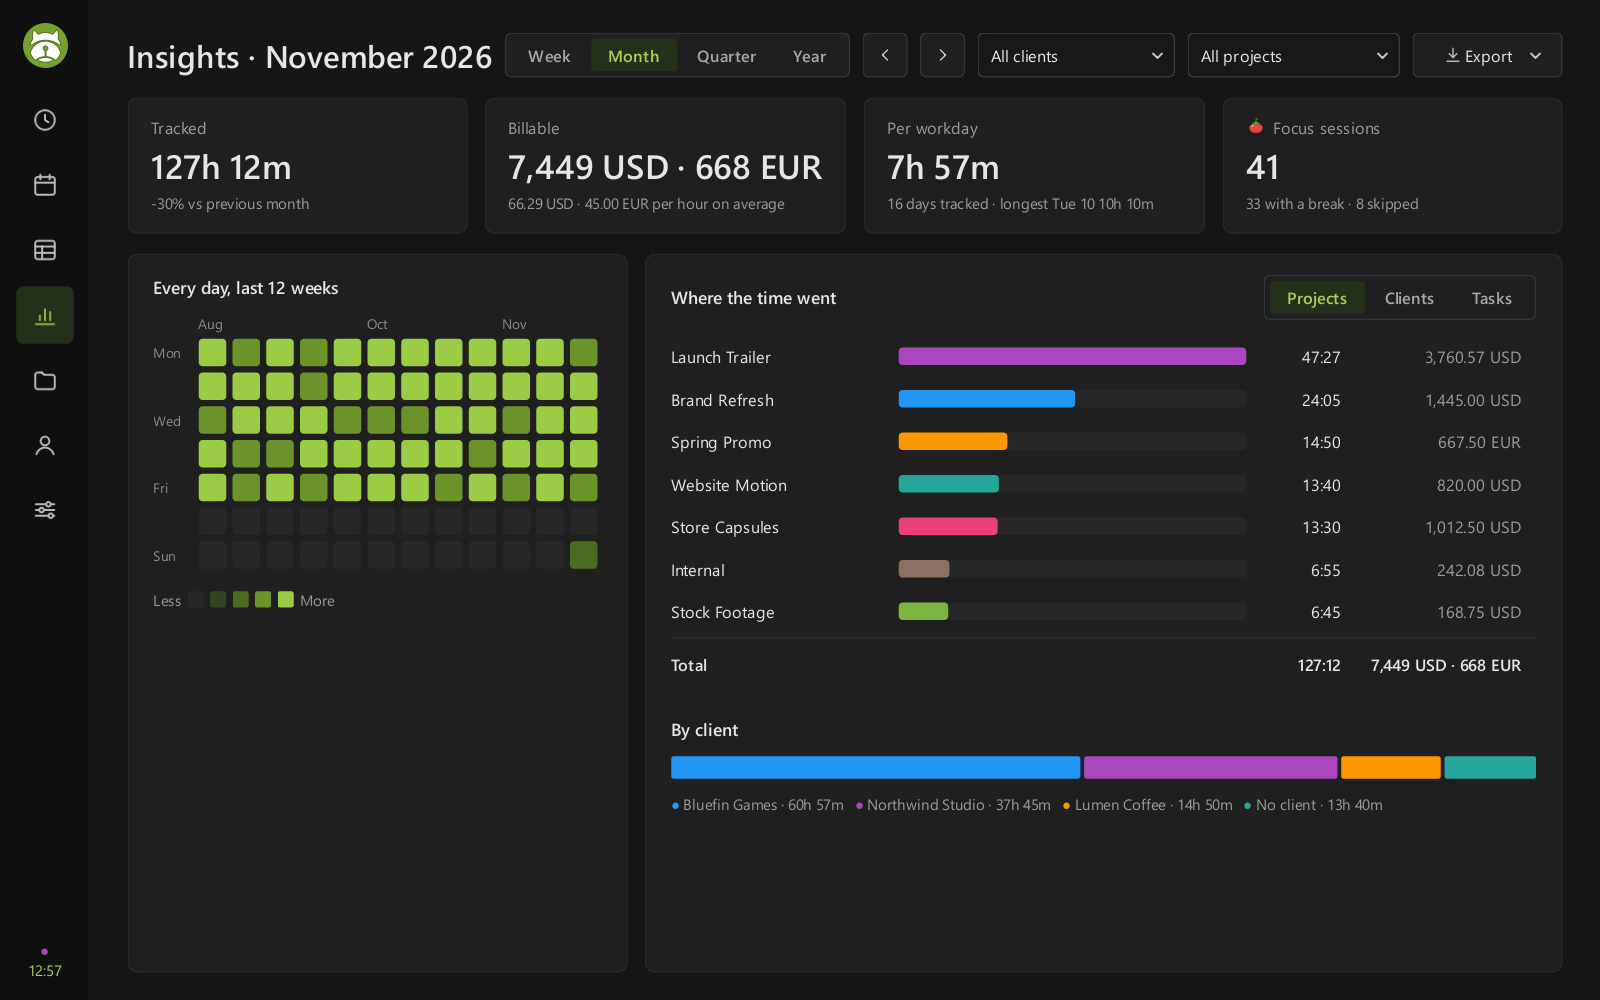 Insights · November 2026
Week Month Quarter Year
All clients
All projects
Export
Tracked
127h 12m
-30% vs previous month
Billable
7,449 USD · 668 EUR
66.29 USD · 45.00 EUR per hour on average
Per workday
7h 57m
16 days tracked · longest Tue 10 10h 10m
Focus sessions
41
33 with a break · 8 skipped
Every day, last 12 weeks
Aug Oct Nov
Mon
Wed
Fri
Sun
Less More
Where the time went
Projects Clients Tasks
Launch Trailer 47:27 3,760.57 USD
Brand Refresh 24:05 1,445.00 USD
Spring Promo 14:50 667.50 EUR
Website Motion 13:40 820.00 USD
Store Capsules 13:30 1,012.50 USD
Internal 6:55 242.08 USD
Stock Footage 6:45 168.75 USD
Total 127:12 7,449 USD · 668 EUR
By client
Bluefin Games · 60h 57m Northwind Studio · 37h 45m Lumen Coffee · 14h 50m No client · 13h 40m
12:57